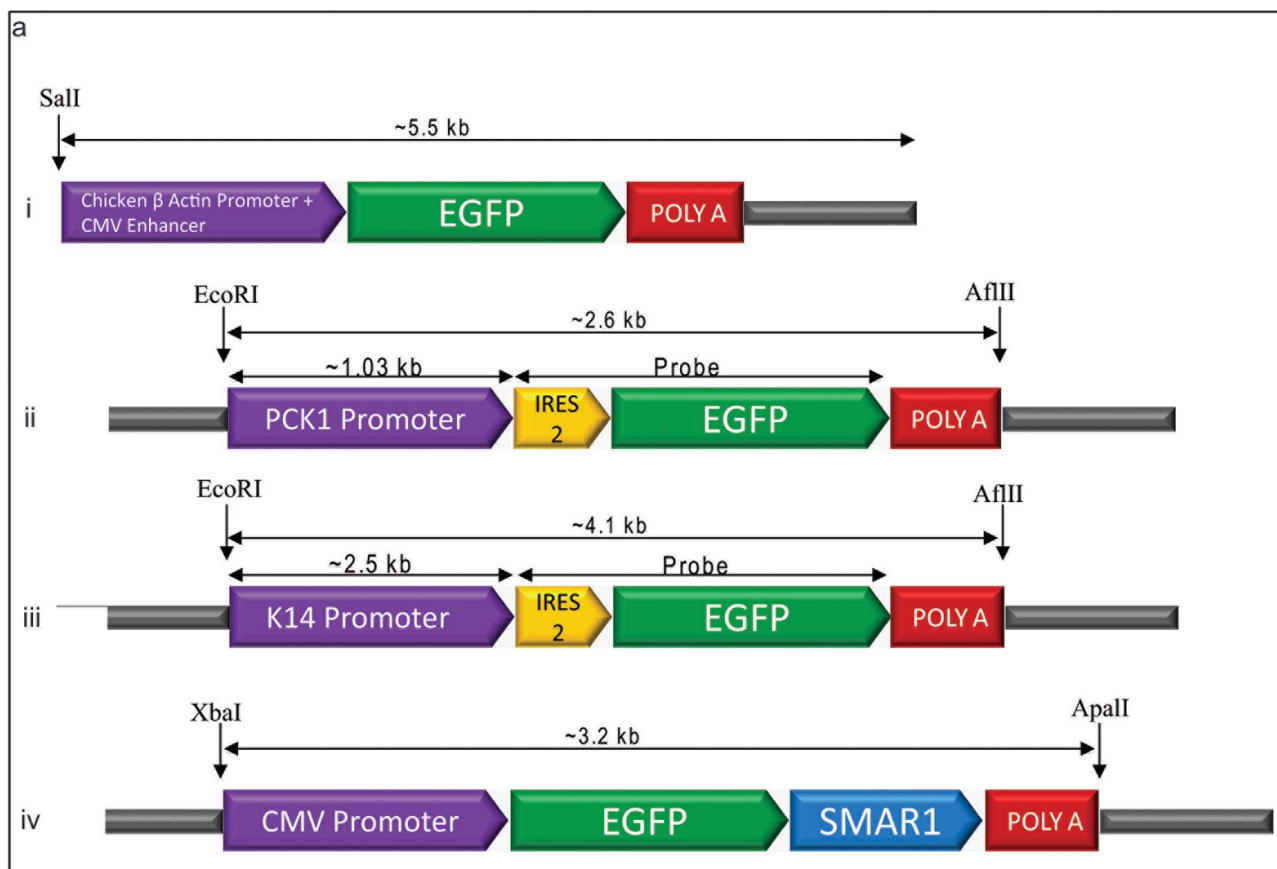 a
SalI
~5.5 kb
i
Chicken β Actin Promoter +
CMV Enhancer
EGFP
POLY A
EcoRI
AflII
~2.6 kb
~1.03 kb
Probe
ii
PCK1 Promoter
IRES
2
EGFP
POLY A
EcoRI
AflII
~4.1 kb
~2.5 kb
Probe
iii
K14 Promoter
IRES
2
EGFP
POLY A
XbaI
ApalI
~3.2 kb
iv
CMV Promoter
EGFP
SMAR1
POLY A